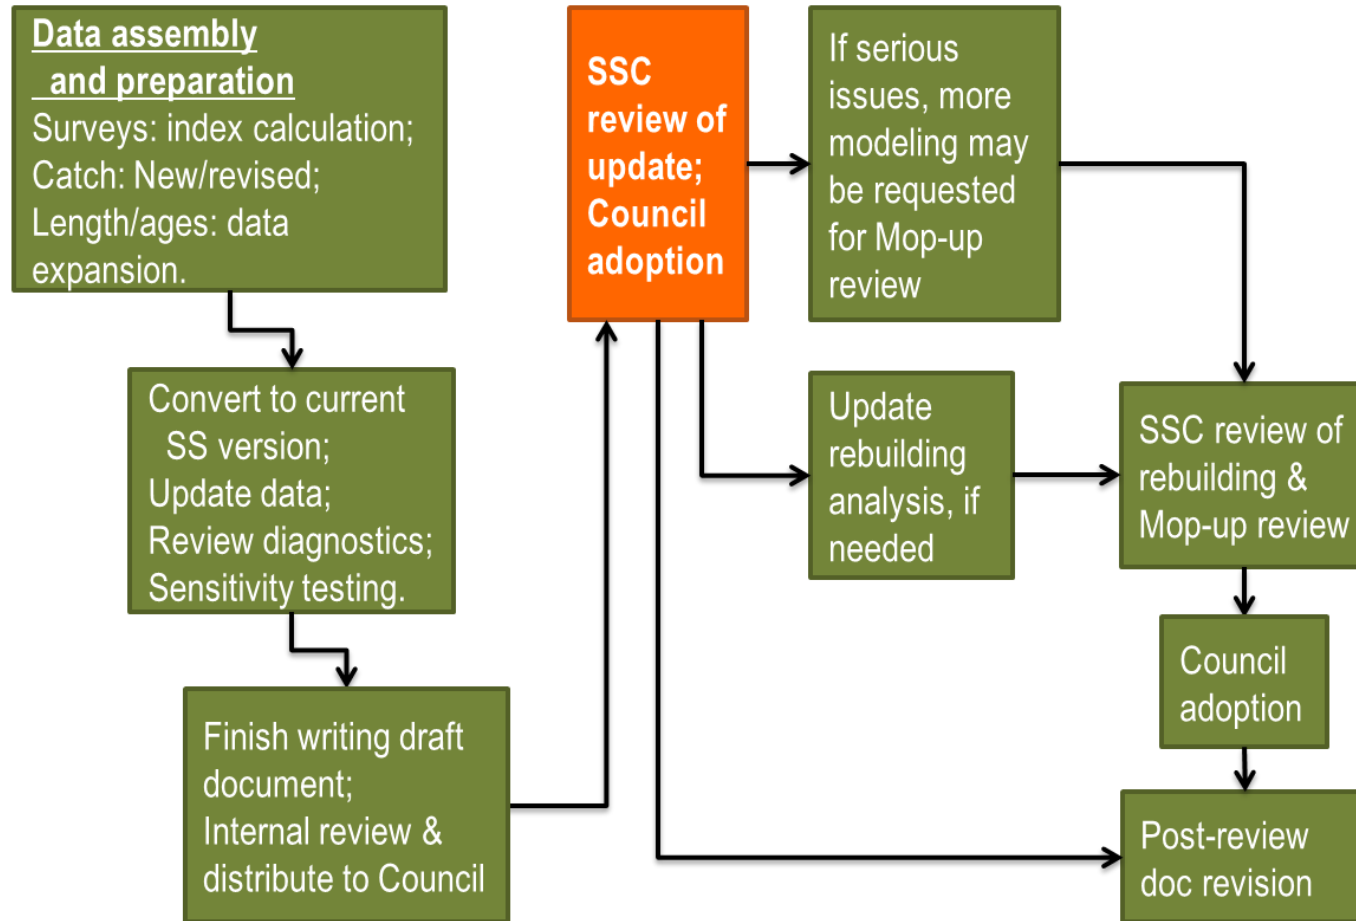 Data assembly
and preparation
Surveys: index calculation;
Catch: New/revised;
Length/ages: data
expansion.
Convert to current
SS version;
Update data;
Review diagnostics;
Sensitivity testing.
Finish writing draft
document;
Internal review &
distribute to Council
SSC
review of
update;
Council
adoption
If serious
issues, more
modeling may
be requested
for Mop-up
review
Update
rebuilding
analysis, if
needed
SSC review of
rebuilding &
Mop-up review
Council
adoption
Post-review
doc revision